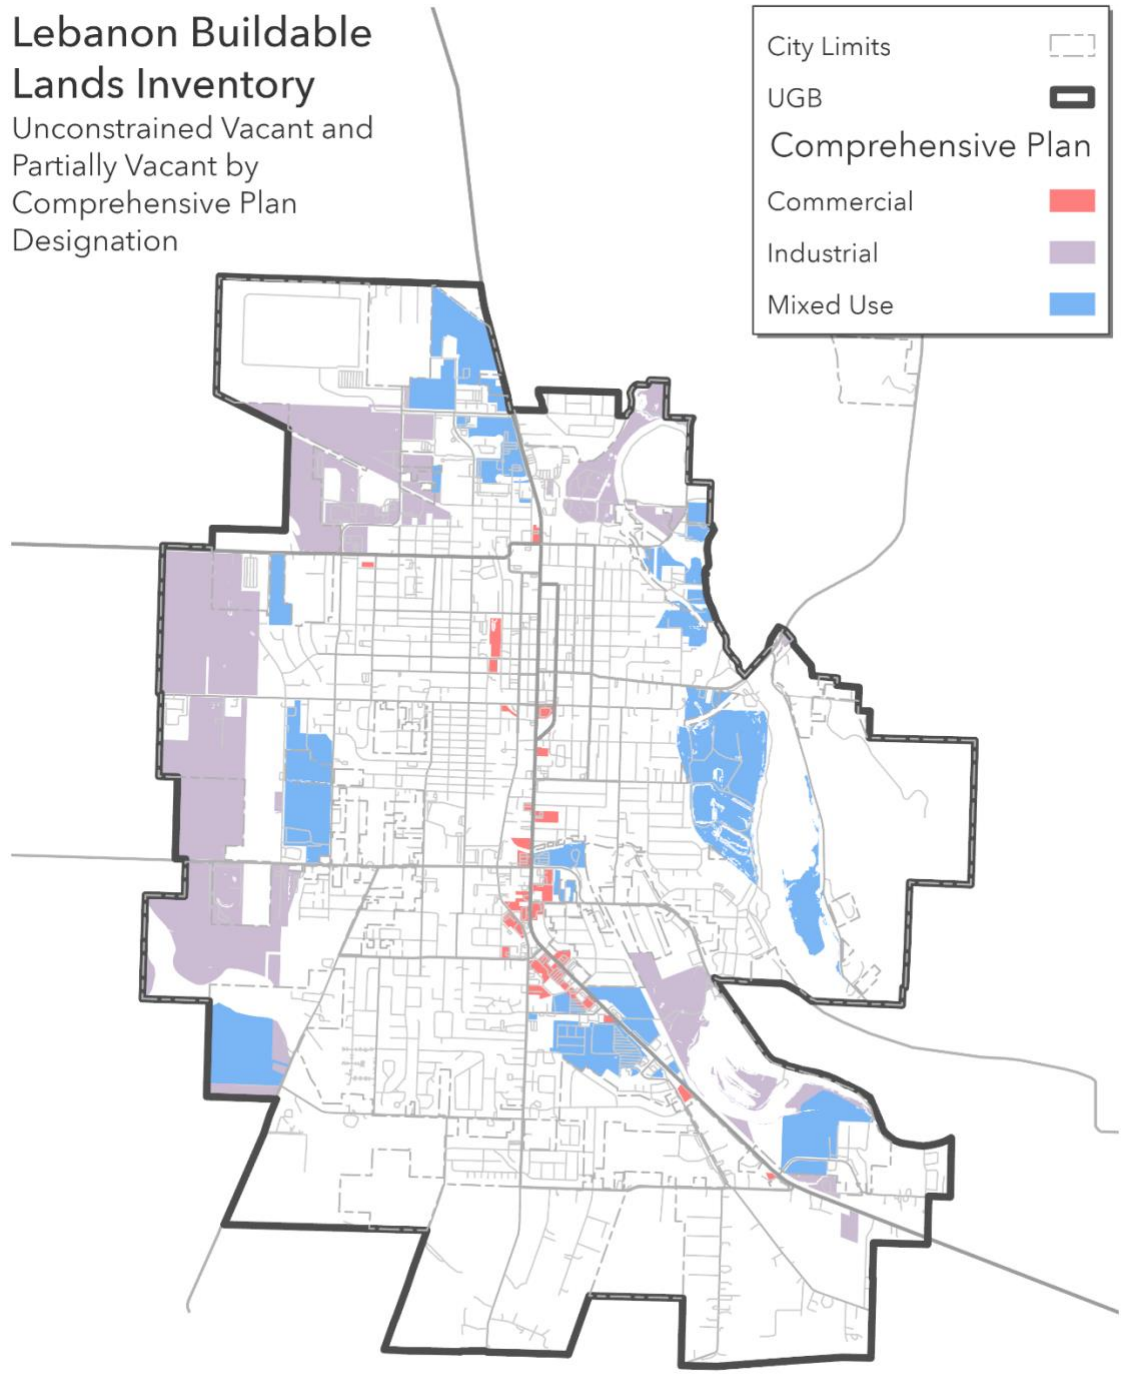 Lebanon Buildable
Lands Inventory
Unconstrained Vacant and
Partially Vacant by
Comprehensive Plan
Designation
City Limits
UGB
Comprehensive Plan
Commercial
Industrial
Mixed Use